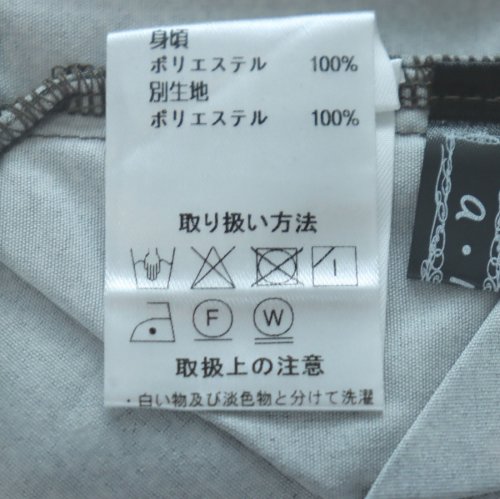 身頃
ポリエステル 100%
別生地
ポリエステル 100%
取り扱い方法
F W
取扱上の注意
・白い物及び淡色物と分けて洗濯
a